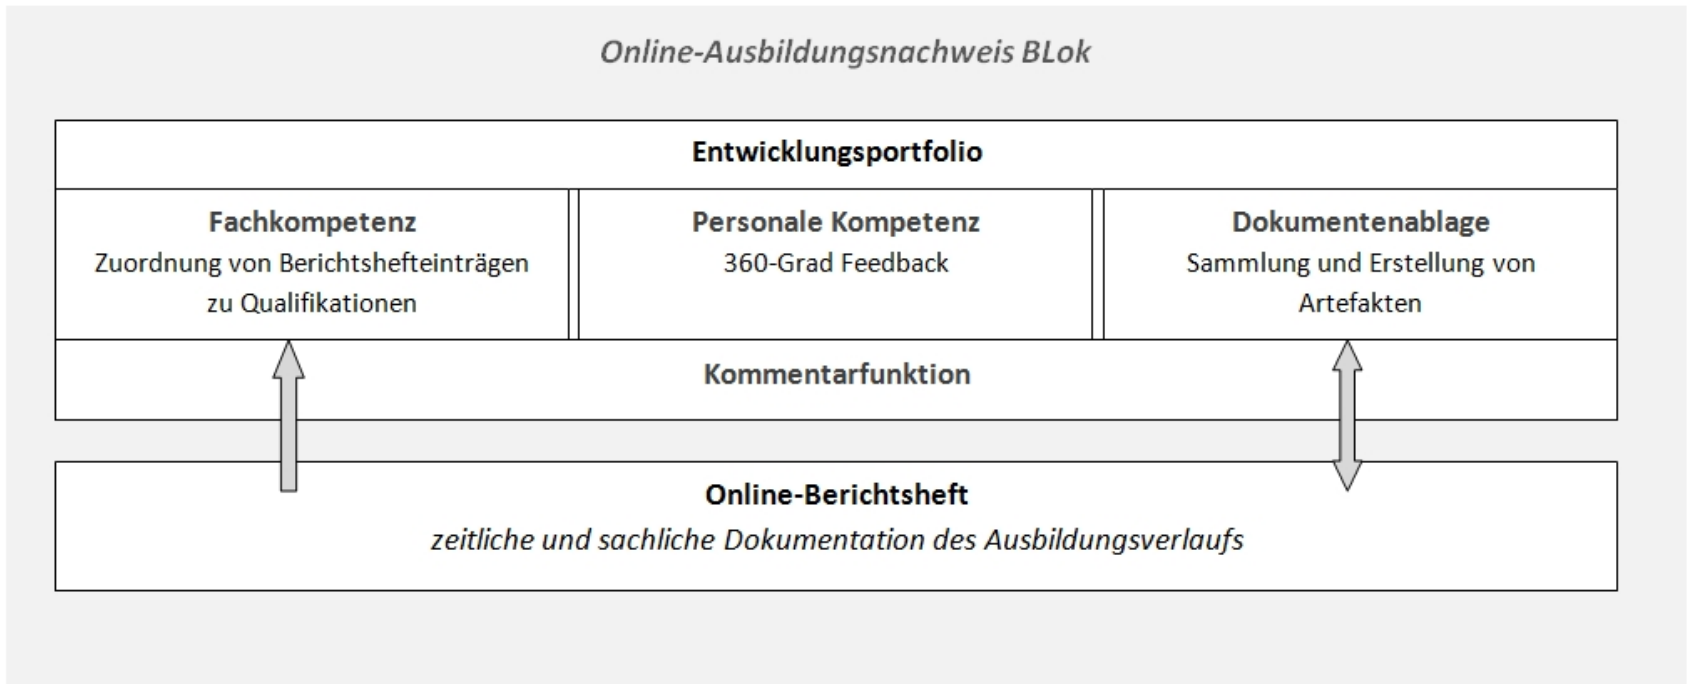 Online-Ausbildungsnachweis BLok
Entwicklungsportfolio
Fachkompetenz
Zuordnung von Berichtshefteinträgen
zu Qualifikationen
Personale Kompetenz
360-Grad Feedback
Dokumentenablage
Sammlung und Erstellung von
Artefakten
Kommentarfunktion
Online-Berichtsheft
zeitliche und sachliche Dokumentation des Ausbildungsverlaufs